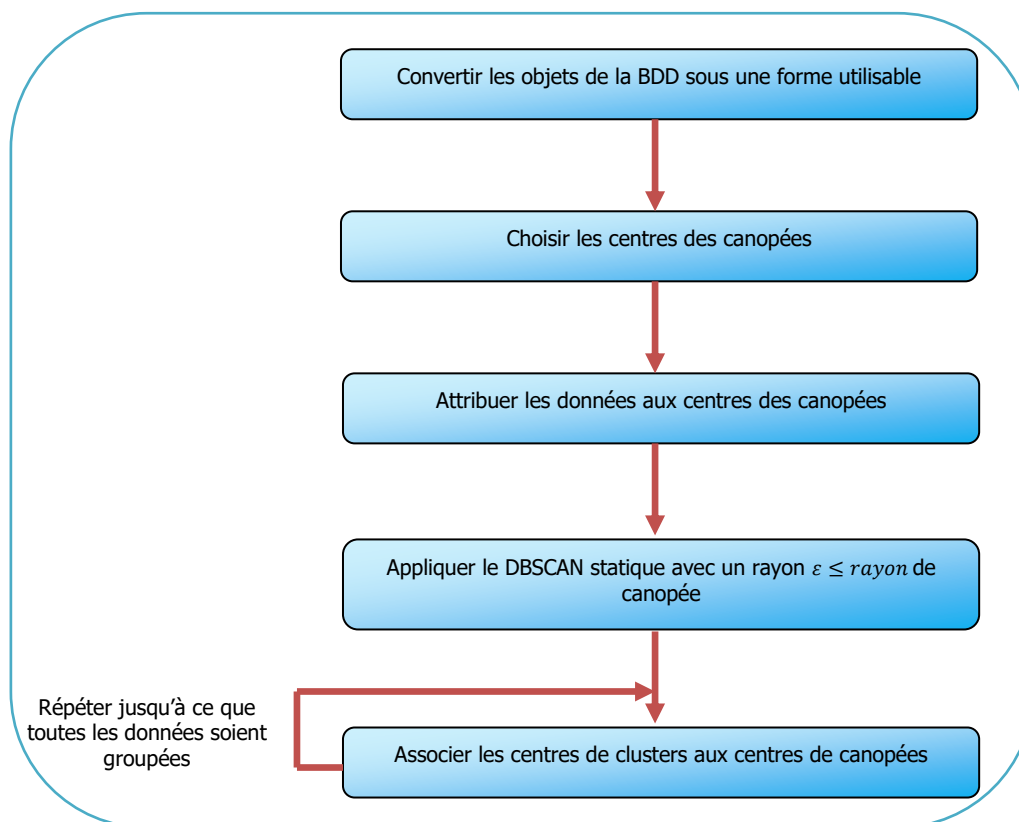 Convertir les objets de la BDD sous une forme utilisable
Choisir les centres des canopées
Attribuer les données aux centres des canopées
Appliquer le DBSCAN statique avec un rayon 𝜀 ≤ 𝑟𝑎𝑦𝑜𝑛 de
canopée
Répéter jusqu’à ce que
toutes les données soient
groupées
Associer les centres de clusters aux centres de canopées